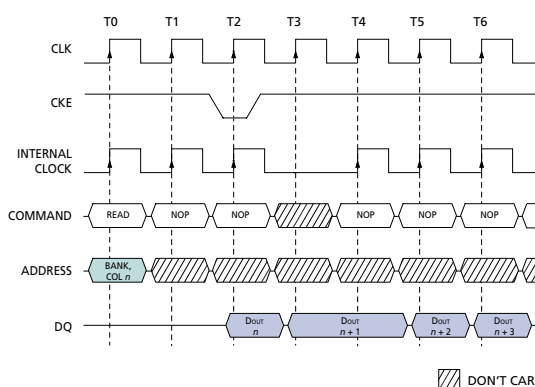 T0 T1 T2 T3 T4 T5 T6
CLK
CKE
INTERNAL
CLOCK
COMMAND READ NOP NOP NOP NOP NOP
ADDRESS BANK,
COL n
DQ DOUT
n DOUT
n + 1 DOUT
n + 2 DOUT
n + 3
DON'T CAR